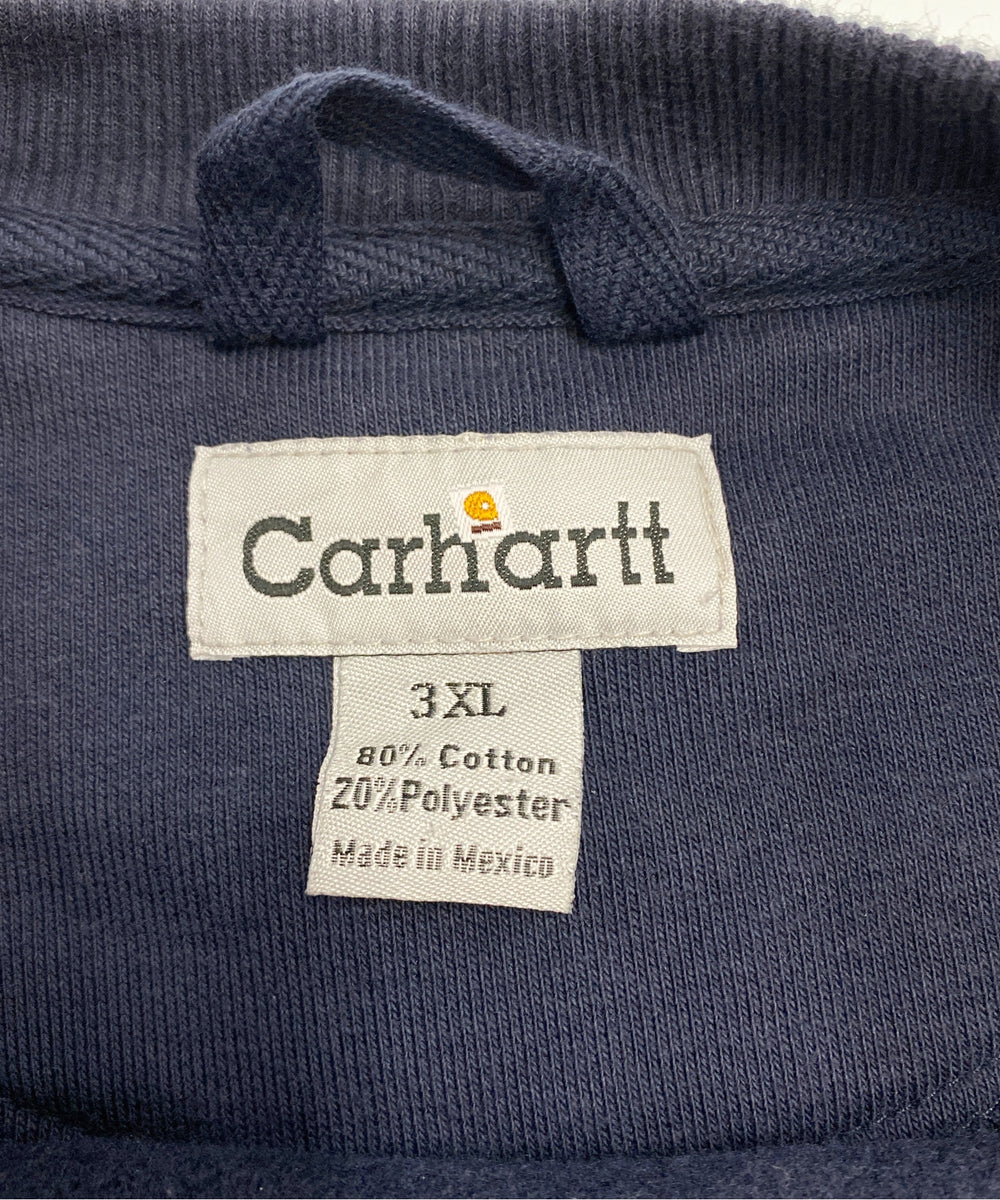 Carhartt
3XL
80% Cotton
20%Polyester
Made in Mexico